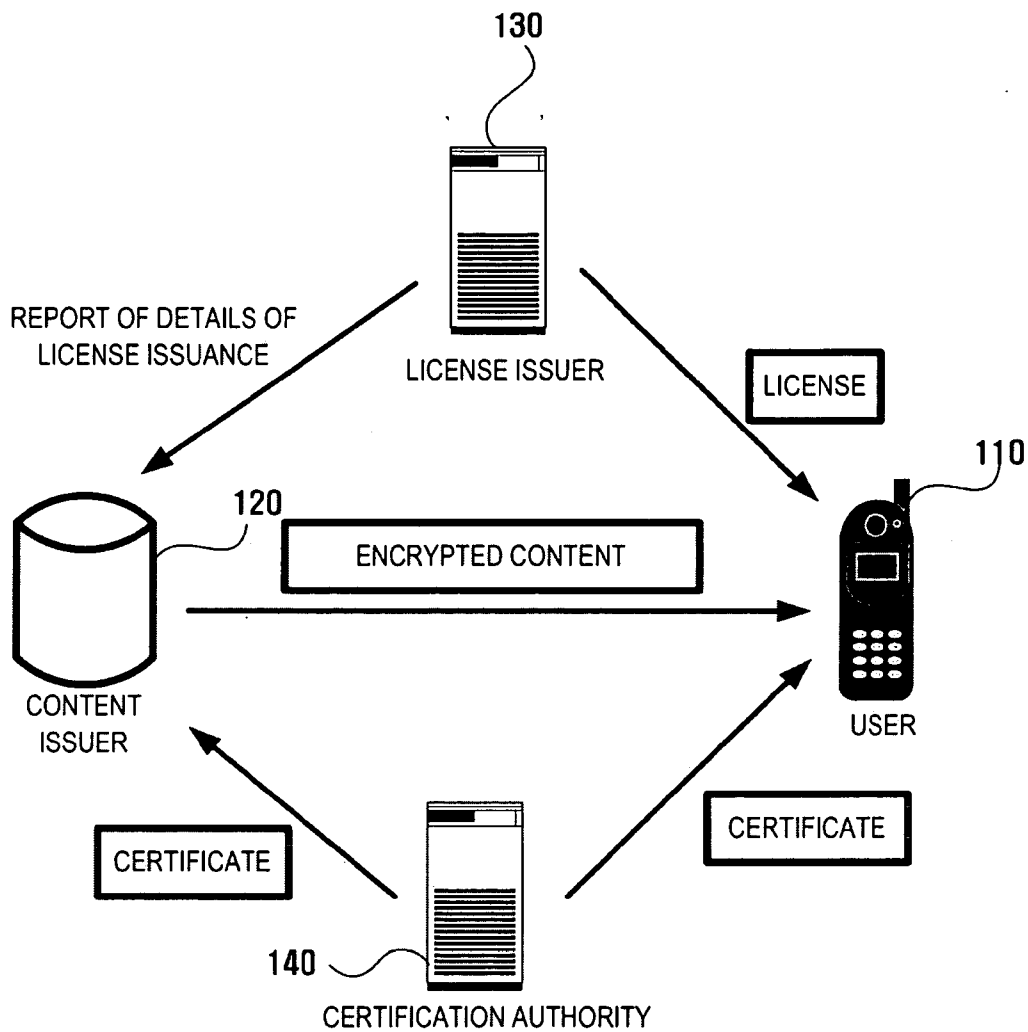 130
REPORT OF DETAILS OF
LICENSE ISSUANCE
LICENSE ISSUER
LICENSE
110
120
ENCRYPTED CONTENT
CONTENT
ISSUER
USER
CERTIFICATE
CERTIFICATE
140
CERTIFICATION AUTHORITY